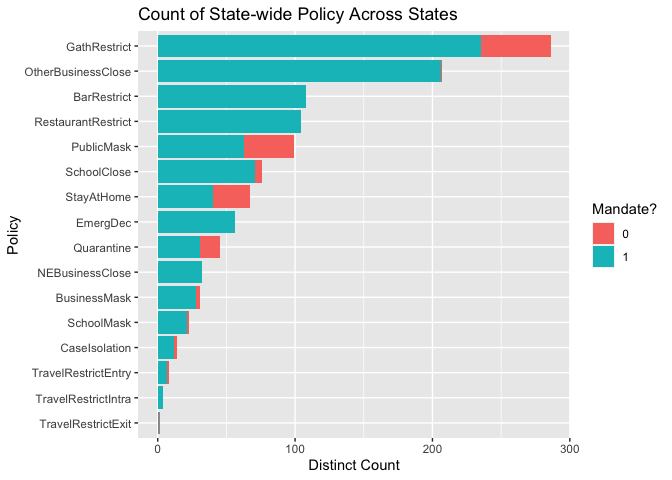 Count of State-wide Policy Across States
GathRestrict
OtherBusinessClose
BarRestrict
RestaurantRestrict
PublicMask
SchoolClose
StayAtHome
EmergDec
Quarantine
NEBusinessClose
BusinessMask
SchoolMask
CaseIsolation
TravelRestrictEntry
TravelRestrictIntra
TravelRestrictExit
Policy
0 100 200 300
Distinct Count
Mandate?
0
1